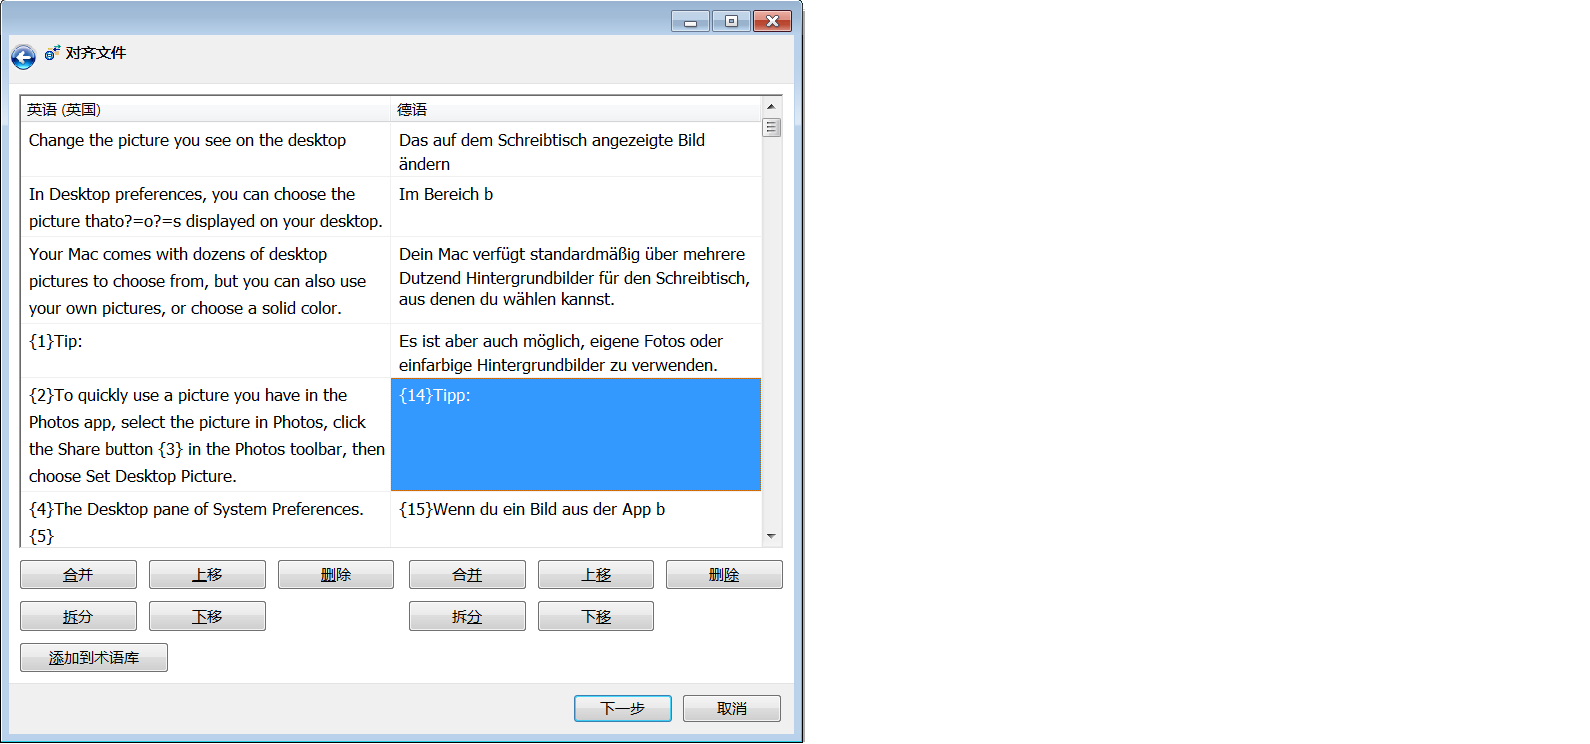 对齐文件
英语 (英国)
德语
Change the picture you see on the desktop
Das auf dem Schreibtisch angezeigte Bild
ändern
In Desktop preferences, you can choose the
picture thato?=o?=s displayed on your desktop.
Im Bereich b
Your Mac comes with dozens of desktop
pictures to choose from, but you can also use
your own pictures, or choose a solid color.
Dein Mac verfügt standardmäßig über mehrere
Dutzend Hintergrundbilder für den Schreibtisch,
aus denen du wählen kannst.
{1}Tip:
Es ist aber auch möglich, eigene Fotos oder
einfarbige Hintergrundbilder zu verwenden.
{2}To quickly use a picture you have in the
Photos app, select the picture in Photos, click
the Share button {3} in the Photos toolbar, then
choose Set Desktop Picture.
{14}Tipp:
{4}The Desktop pane of System Preferences.
{5}
{15}Wenn du ein Bild aus der App b
合并
上移
删除
合并
上移
删除
拆分
下移
拆分
下移
添加到术语库
下一步
取消